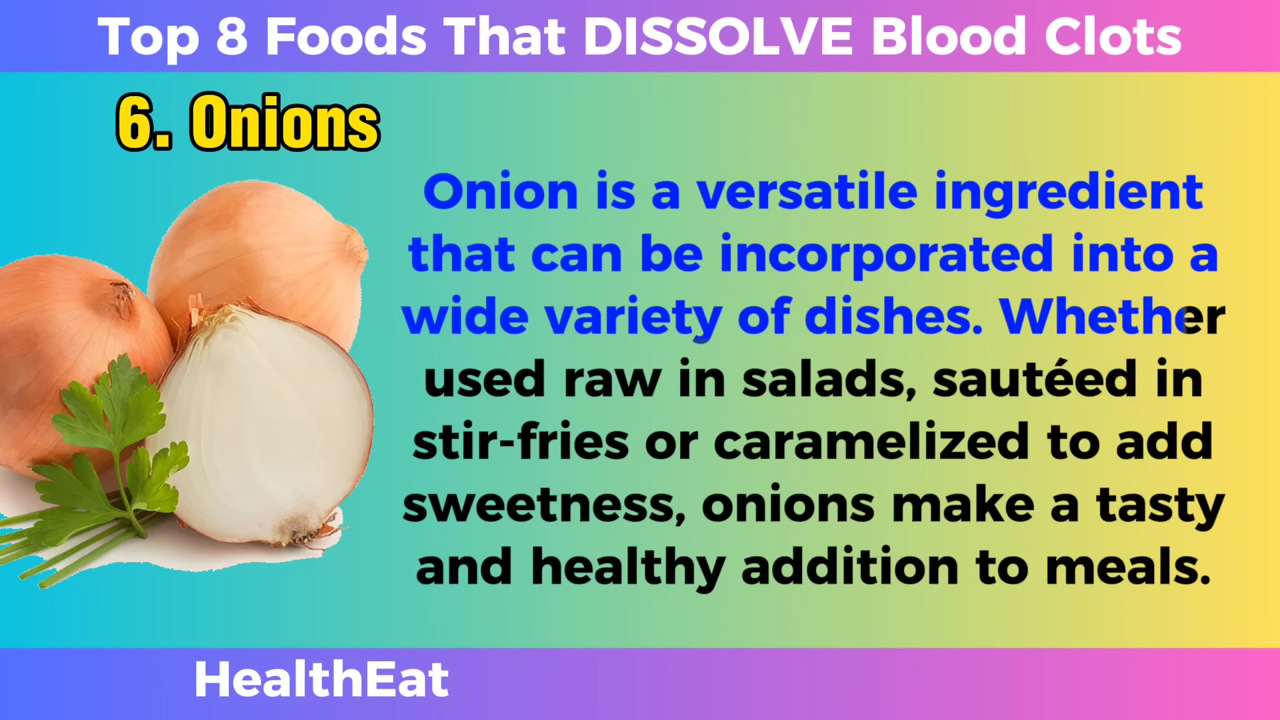 Top 8 Foods That DISSOLVE Blood Clots
6. Onions
Onion is a versatile ingredient
that can be incorporated into a
wide variety of dishes. Whether
used raw in salads, sautéed in
stir-fries or caramelized to add
sweetness, onions make a tasty
and healthy addition to meals.
HealthEat